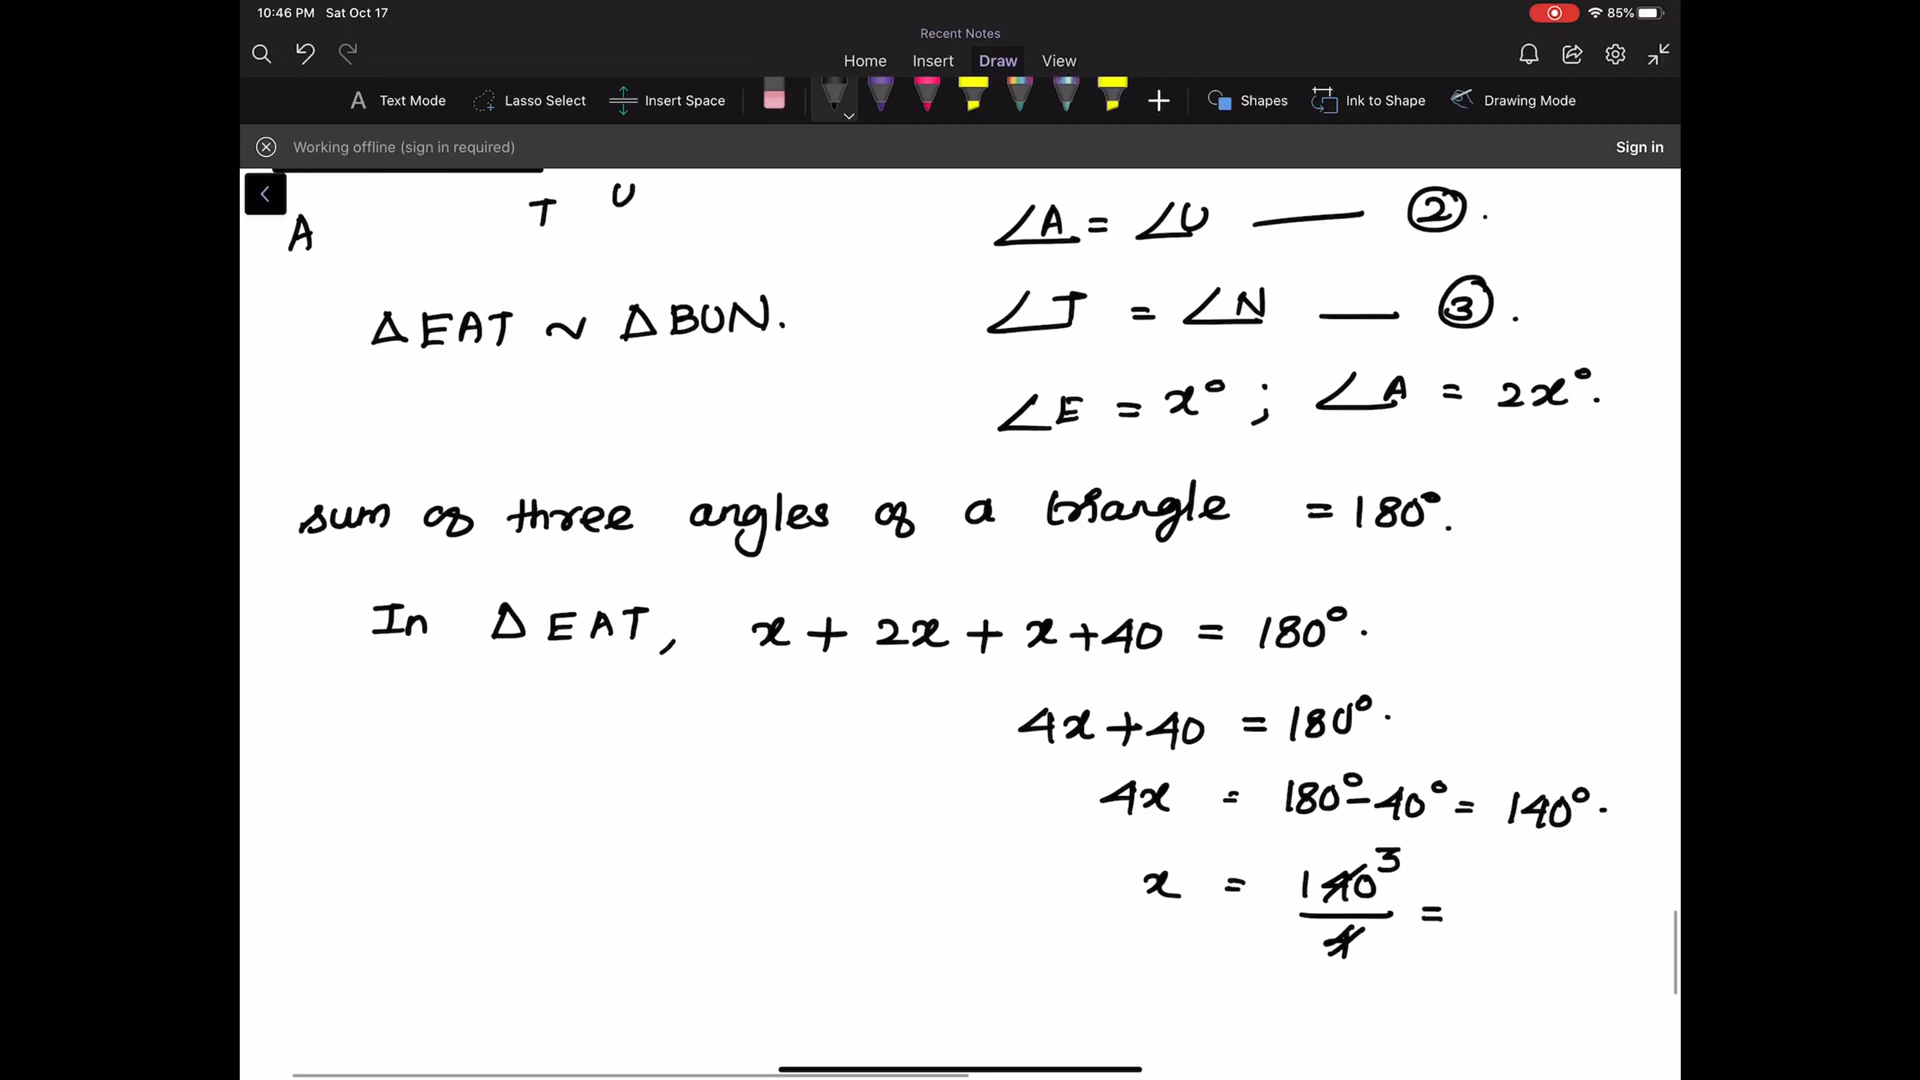 10:46 PM Sat Oct 17
85%
Recent Notes
Home Insert Draw View
Text Mode Lasso Select Insert Space Shapes Ink to Shape Drawing Mode
Working offline (sign in required) Sign in
A T U
∠A = ∠U — ②.
∠T = ∠N — ③.
ΔEAT ~ ΔBUN.
∠E = x° ; ∠A = 2x°.
sum of three angles of a triangle = 180°.
In ΔEAT, x + 2x + x + 40 = 180°.
4x + 40 = 180°.
4x = 180° - 40° = 140°.
x = 140/4 3 =